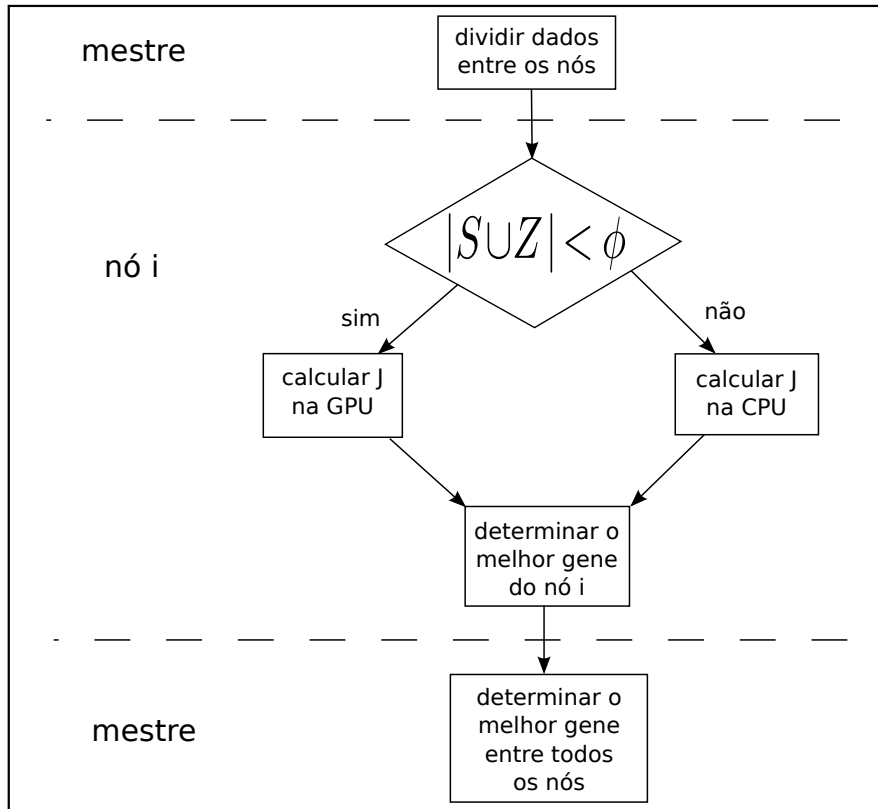 mestre
dividir dados
entre os nós
nó i
|S∪Z| < ϕ
sim
não
calcular J
na GPU
calcular J
na CPU
determinar o
melhor gene
do nó i
mestre
determinar o
melhor gene
entre todos
os nós